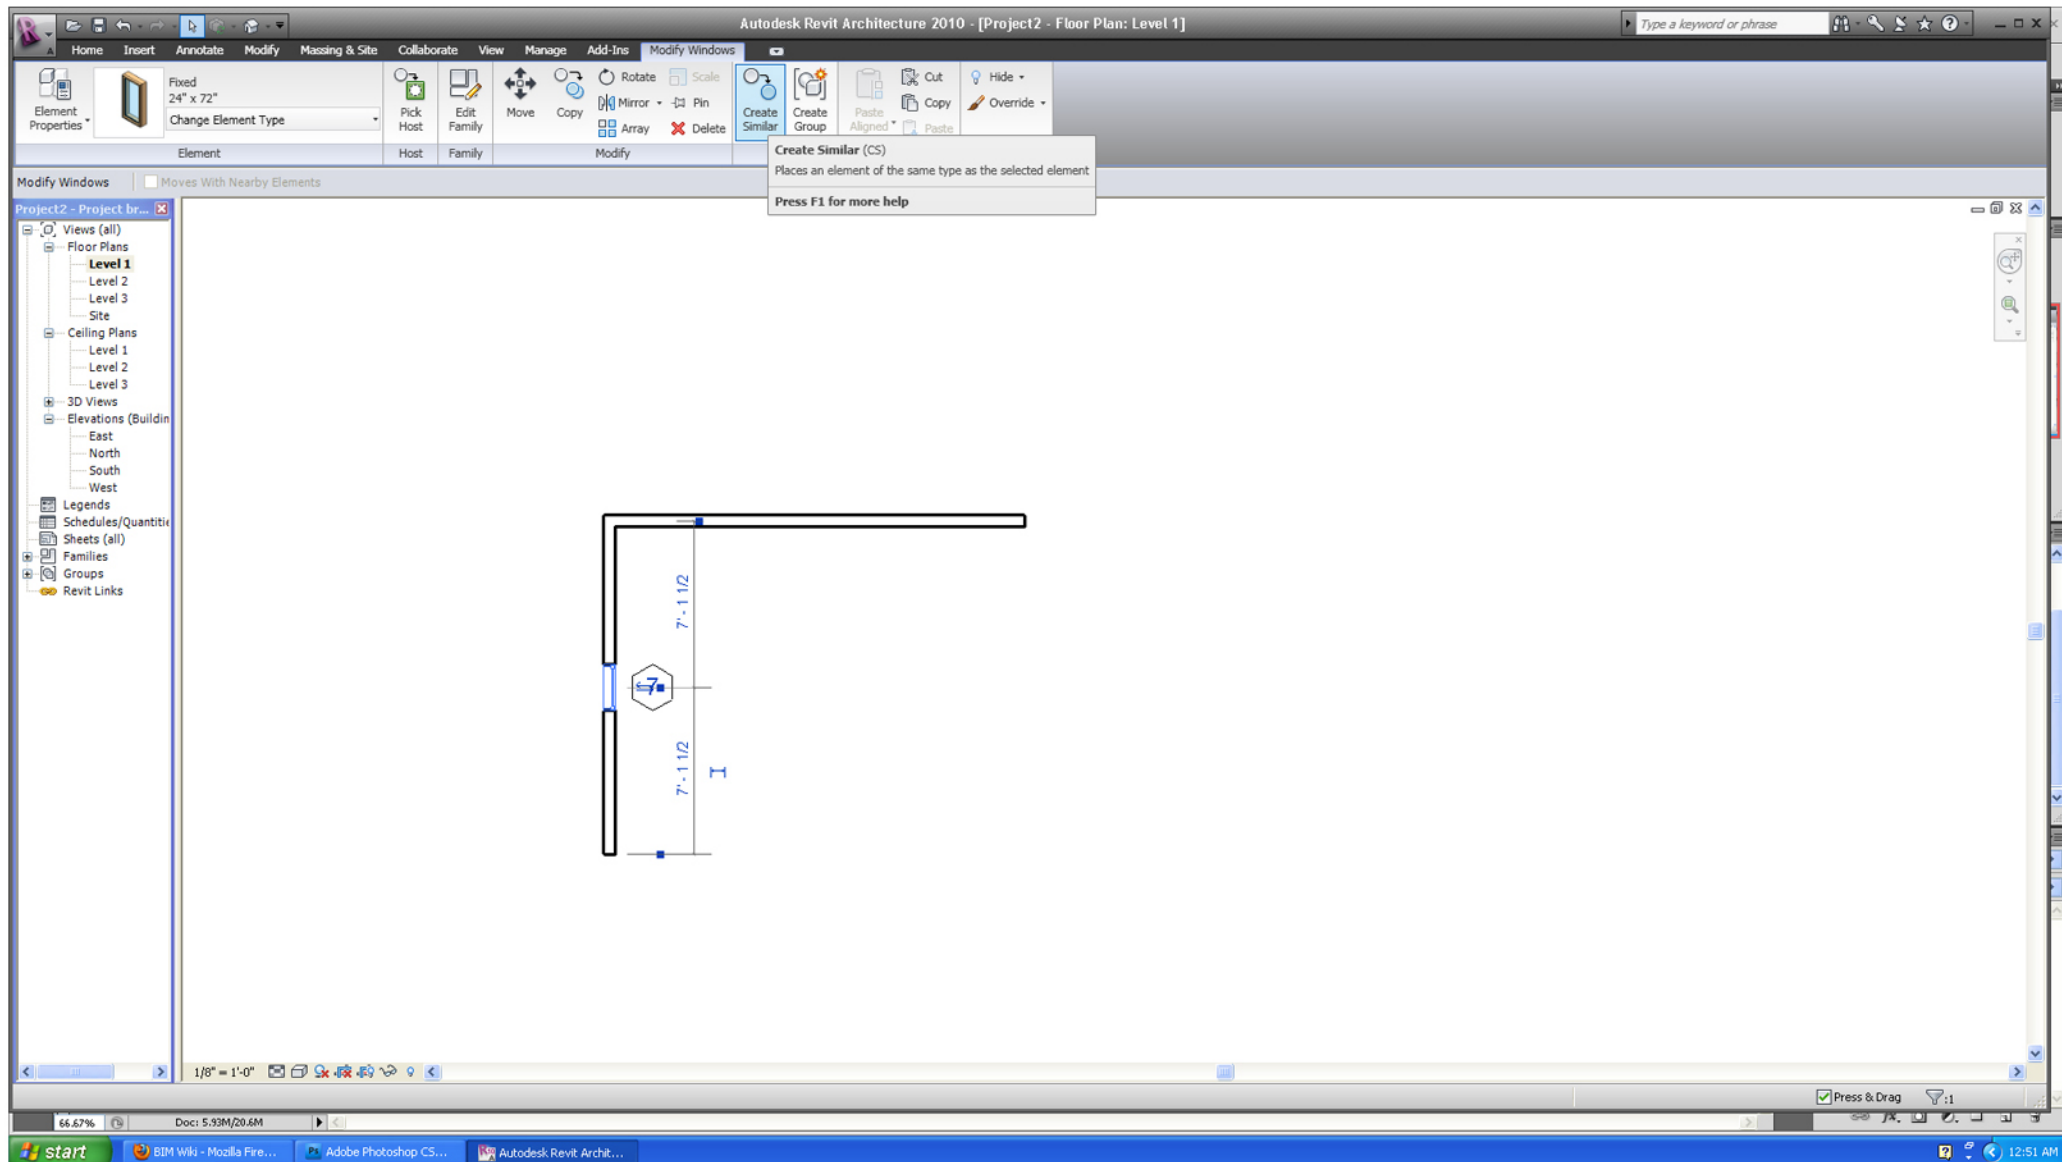 Autodesk Revit Architecture 2010 - [Project2 - Floor Plan: Level 1]
Type a keyword or phrase
Home Insert Annotate Modify Massing & Site Collaborate View Manage Add-Ins Modify Windows
Element Properties
Fixed
24" x 72"
Change Element Type
Pick Host
Edit Family
Move
Copy
Rotate
Scale
Mirror
Pin
Array
Delete
Create Similar
Create Group
Paste Aligned
Cut
Copy
Paste
Hide
Override
Element Host Family Modify
Create Similar (CS)
Places an element of the same type as the selected element
Press F1 for more help
Modify Windows Moves With Nearby Elements
Project2 - Project br...
Views (all)
Floor Plans
Level 1
Level 2
Level 3
Site
Ceiling Plans
Level 1
Level 2
Level 3
3D Views
Elevations (Buildin
East
North
South
West
Legends
Schedules/Quantitie
Sheets (all)
Families
Groups
Revit Links
7' - 1 1/2
7
7' - 1 1/2
1/8" = 1'-0"
Press & Drag :1
66.67% Doc: 5.93M/20.6M
start BIM Wiki - Mozilla Fire... Adobe Photoshop CS... Autodesk Revit Archit... 12:51 AM